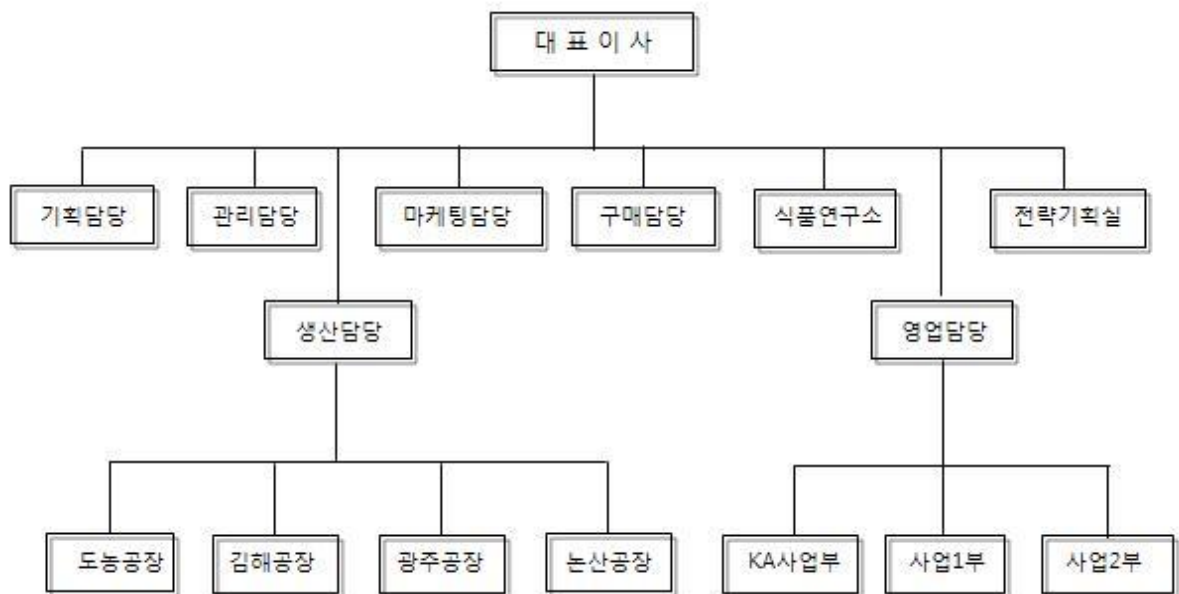 대 표 이 사
기획담당
관리담당
마케팅담당
구매담당
식품연구소
전략기획실
생산담당
영업담당
도농공장
김해공장
광주공장
논산공장
KA사업부
사업1부
사업2부